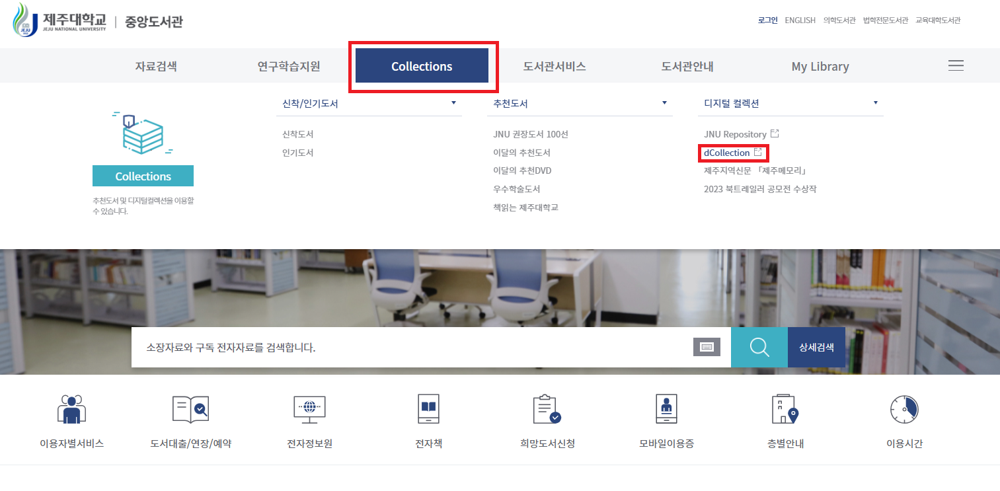 제주대학교 | 중앙도서관
JEJU NATIONAL UNIVERSITY
JEJU
1952
로그인 ENGLISH 의학도서관 법학전문도서관 교육대학도서관
자료검색 연구학습지원 Collections 도서관서비스 도서관안내 My Library
Collections
추천도서 및 디지털컬렉션을 이용할
수 있습니다.
신착/인기도서
신착도서
인기도서
추천도서
JNU 권장도서 100선
이달의 추천도서
이달의 추천DVD
우수학술도서
책읽는 제주대학교
디지털 컬렉션
JNU Repository
dCollection
제주지역신문 「제주메모리」
2023 북트레일러 공모전 수상작
소장자료와 구독 전자자료를 검색합니다.
상세검색
이용자별서비스 도서대출/연장/예약 전자정보원 전자책 희망도서신청 모바일이용증 층별안내 이용시간